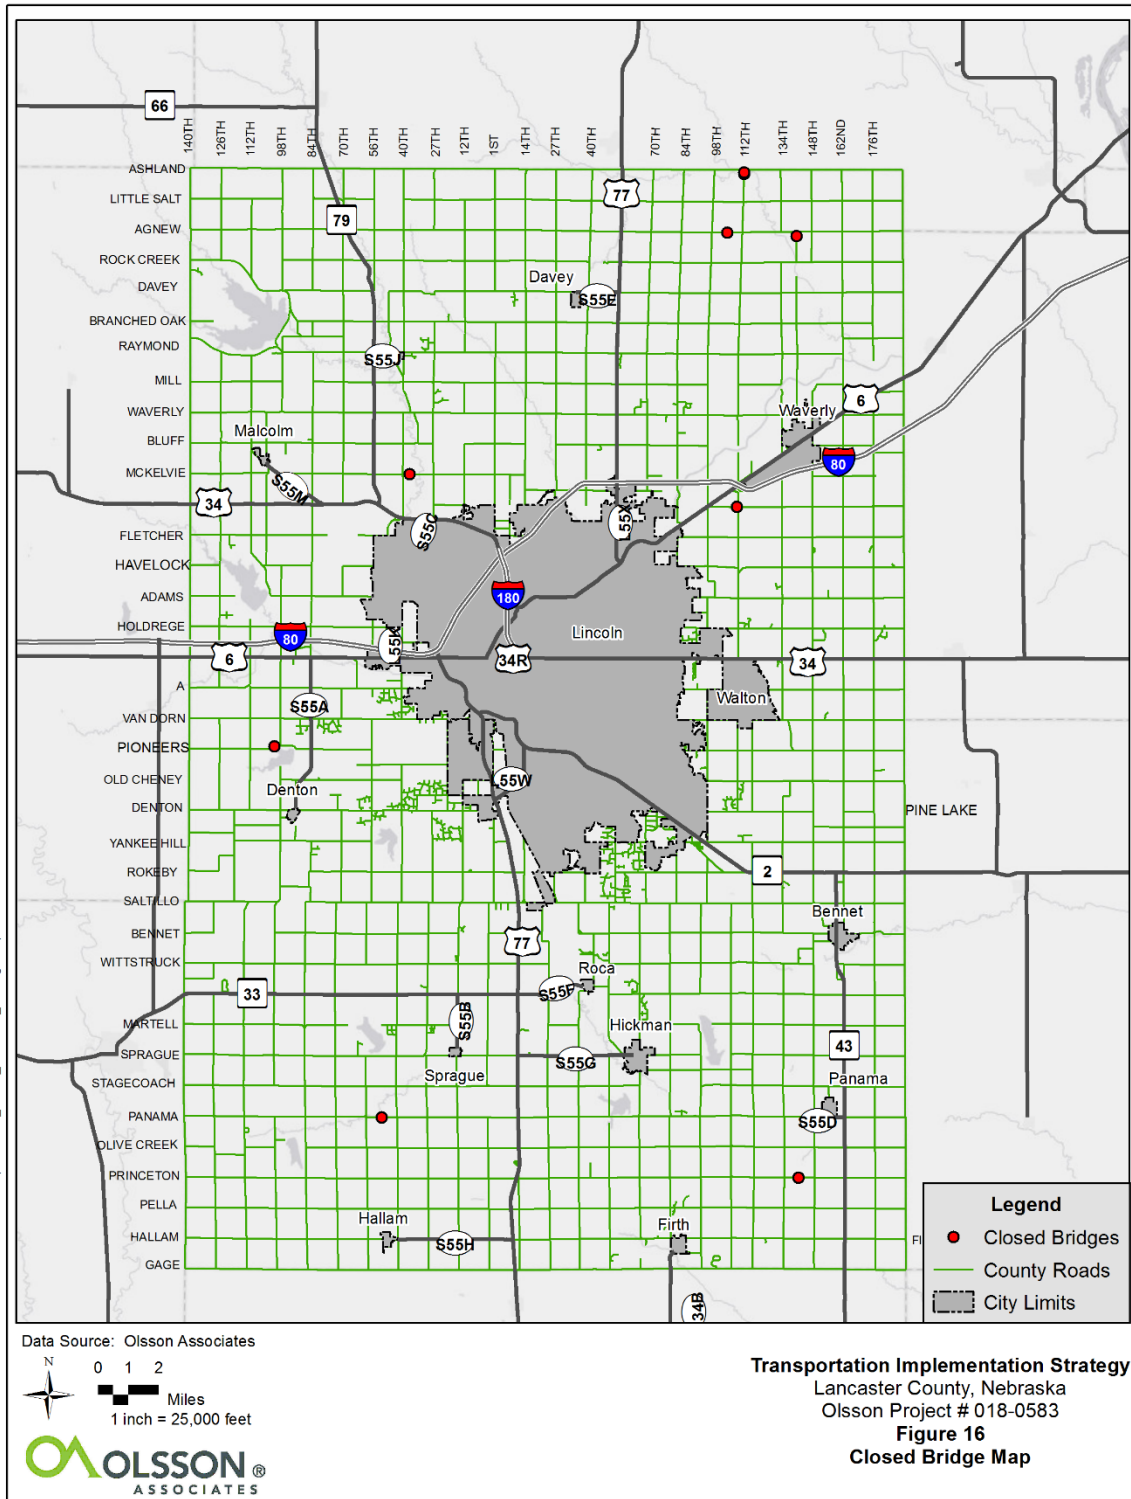 66
140TH
126TH
112TH
98TH
84TH
70TH
56TH
40TH
27TH
12TH
1ST
14TH
27TH
40TH
70TH
84TH
98TH
112TH
134TH
148TH
162ND
176TH
ASHLAND
LITTLE SALT
79
77
AGNEW
ROCK CREEK
DAVEY
Davey
S55E
BRANCHED OAK
RAYMOND
S55J
MILL
WAVERLY
6
Waverly
BLUFF
Malcolm
80
MCKELVIE
S55M
34
S55C
L55X
FLETCHER
HAVELOCK
ADAMS
180
HOLDREGE
Lincoln
80
L55K
6
34R
34
A
S55A
Walton
VAN DORN
PIONEERS
OLD CHENEY
L55W
Denton
DENTON
PINE LAKE
YANKEE HILL
ROKEBY
2
SALTILLO
Bennet
BENNET
77
WITTSTRUCK
Roca
33
S55F
MARTELL
S55B
Hickman
43
SPRAGUE
S55G
Sprague
STAGECOACH
Panama
PANAMA
S55D
OLIVE CREEK
PRINCETON
PELLA
Hallam
Firth
HALLAM
S55H
FI
GAGE
34B
Legend
Closed Bridges
County Roads
City Limits
Data Source: Olsson Associates
N
0 1 2
Miles
1 inch = 25,000 feet
OLSSON ®
ASSOCIATES
Transportation Implementation Strategy
Lancaster County, Nebraska
Olsson Project # 018-0583
Figure 16
Closed Bridge Map